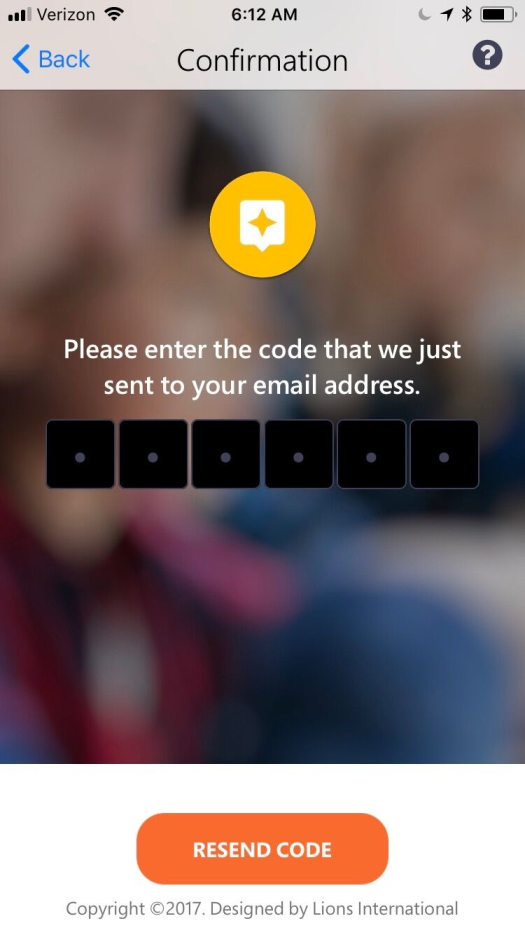 Verizon 6:12 AM
Back Confirmation ?
Please enter the code that we just
sent to your email address.
RESEND CODE
Copyright ©2017. Designed by Lions International